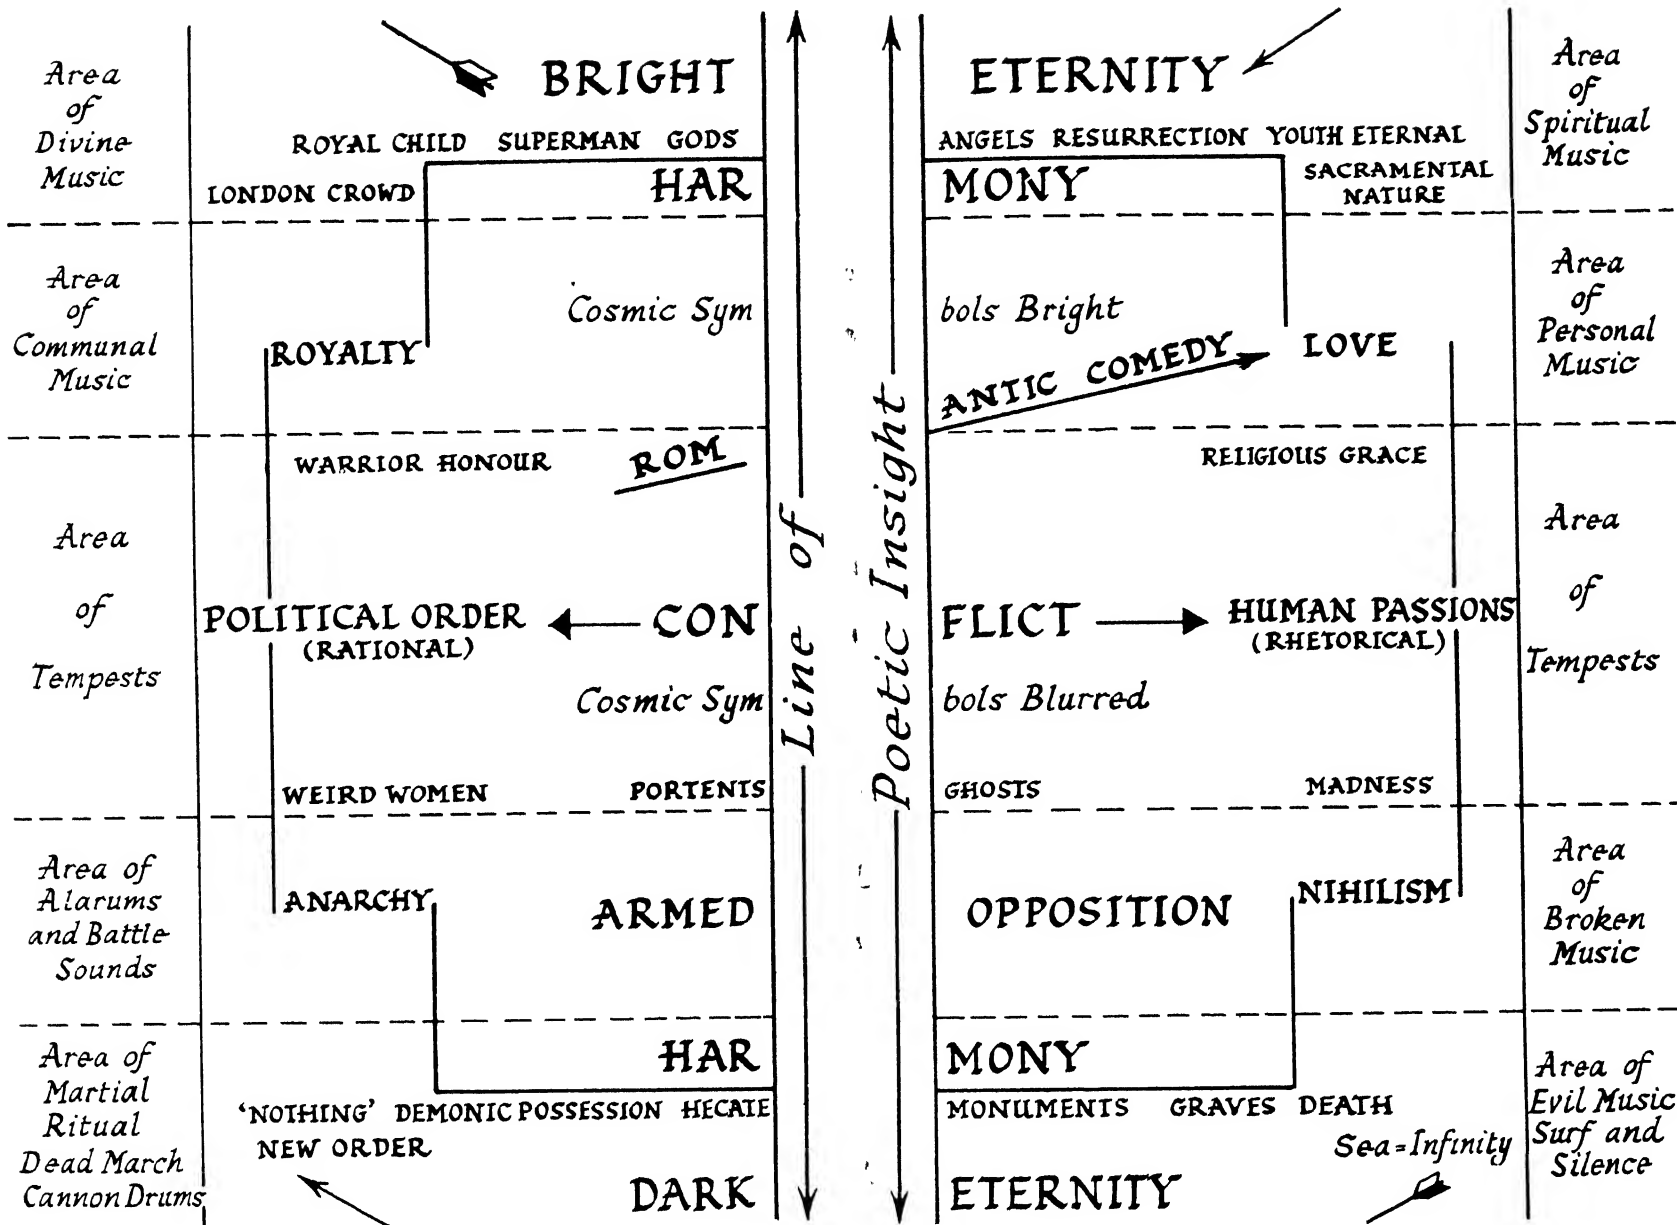 Area
of
Divine
Music
BRIGHT ETERNITY
Area
of
Spiritual
Music
ROYAL CHILD SUPERMAN GODS ANGELS RESURRECTION YOUTH ETERNAL
LONDON CROWD HAR MONY SACRAMENTAL
NATURE
Area
of
Communal
Music
Cosmic Sym bols Bright
ROYALTY ANTIC COMEDY LOVE
Area
of
Personal
Music
WARRIOR HONOUR ROM RELIGIOUS GRACE
Line of
Poetic Insight
Area
of
Tempests
POLITICAL ORDER CON FLICT HUMAN PASSIONS
(RATIONAL) (RHETORICAL)
Area
of
Tempests
Cosmic Sym bols Blurred
WEIRD WOMEN PORTENTS GHOSTS MADNESS
Area of
Alarums
and Battle
Sounds
ANARCHY ARMED OPPOSITION NIHILISM
Area
of
Broken
Music
Area of
Martial
Ritual
Dead March
Cannon Drums
HAR MONY
'NOTHING' DEMONIC POSSESSION HECATE MONUMENTS GRAVES DEATH
NEW ORDER Sea=Infinity
DARK ETERNITY
Area of
Evil Music
Surf and
Silence